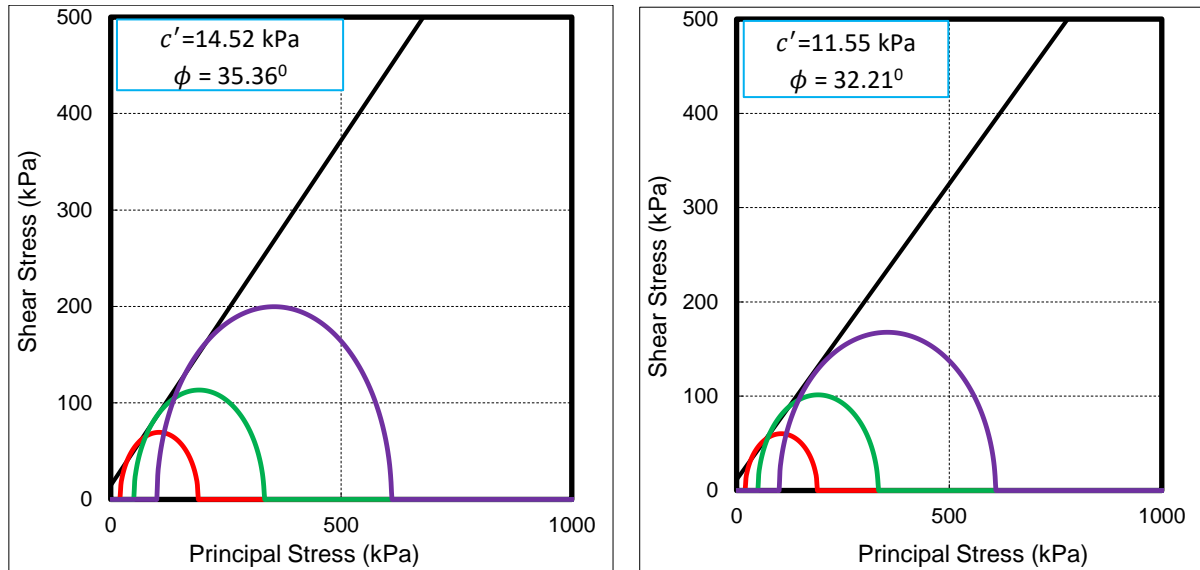 𝑐′=14.52 kPa
𝜙 = 35.36⁰
500
400
300
200
100
0
Shear Stress (kPa)
0
500
1000
Principal Stress (kPa)
𝑐′=11.55 kPa
𝜙 = 32.21⁰
500
400
300
200
100
0
Shear Stress (kPa)
0
500
1000
Principal Stress (kPa)